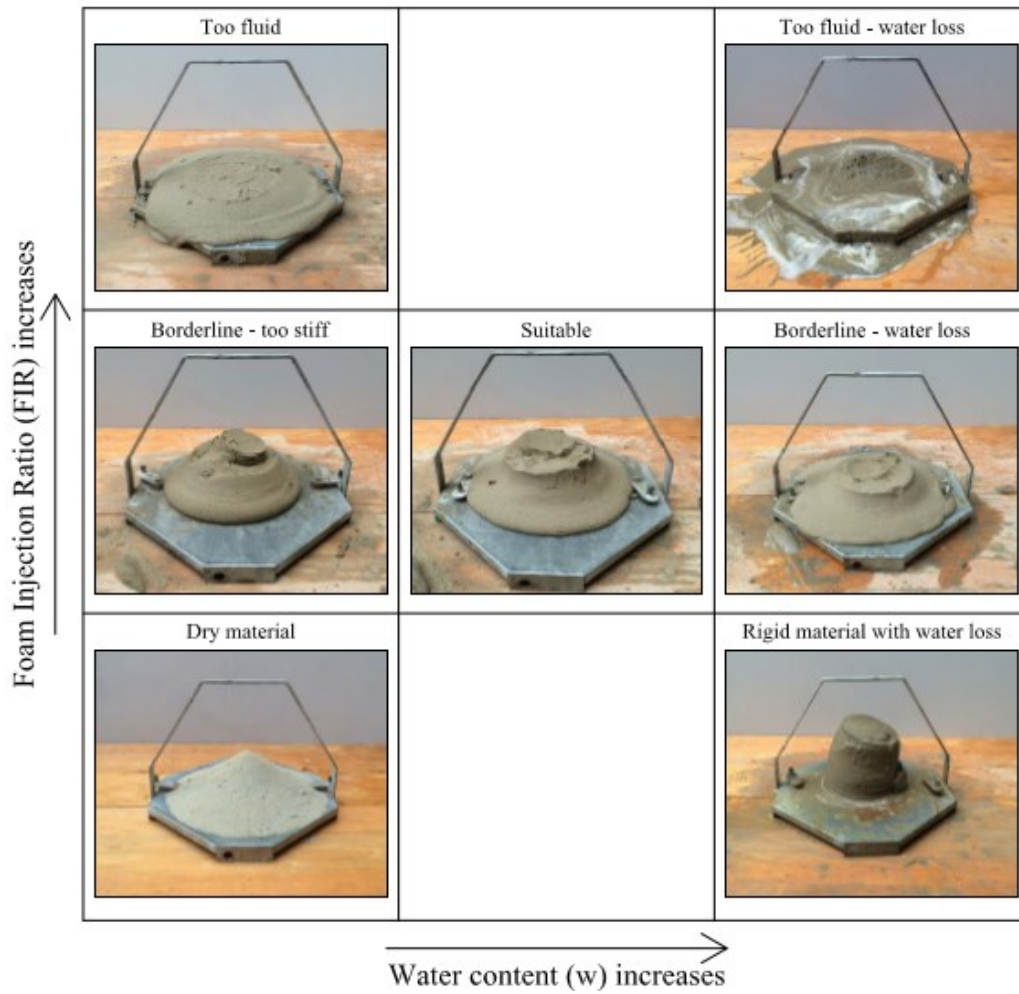 Too fluid
Too fluid - water loss
Borderline - too stiff
Suitable
Borderline - water loss
Dry material
Rigid material with water loss
Foam Injection Ratio (FIR) increases
Water content (w) increases